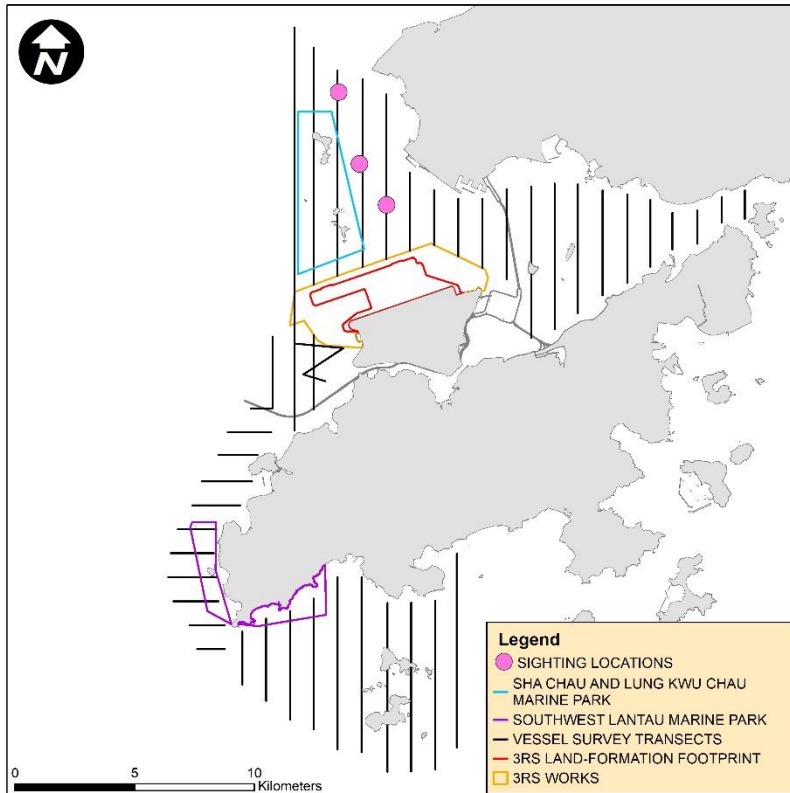 N
Legend
SIGHTING LOCATIONS
SHA CHAU AND LUNG KWU CHAU
MARINE PARK
SOUTHWEST LANTAU MARINE PARK
VESSEL SURVEY TRANSECTS
3RS LAND-FORMATION FOOTPRINT
3RS WORKS
0 5 10
Kilometers